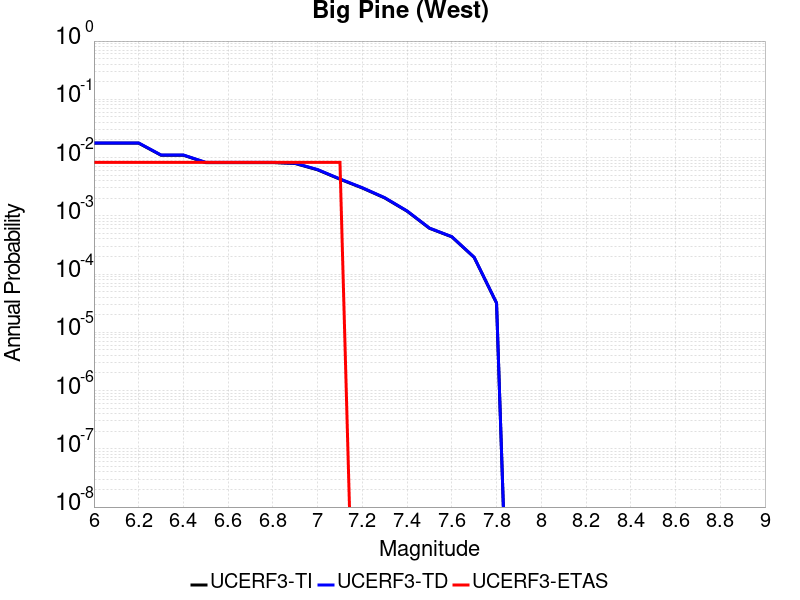 Big Pine (West)
10^0
10^-1
10^-2
10^-3
10^-4
10^-5
10^-6
10^-7
10^-8
Annual Probability
6 6.2 6.4 6.6 6.8 7 7.2 7.4 7.6 7.8 8 8.2 8.4 8.6 8.8 9
Magnitude
UCERF3-TI UCERF3-TD UCERF3-ETAS